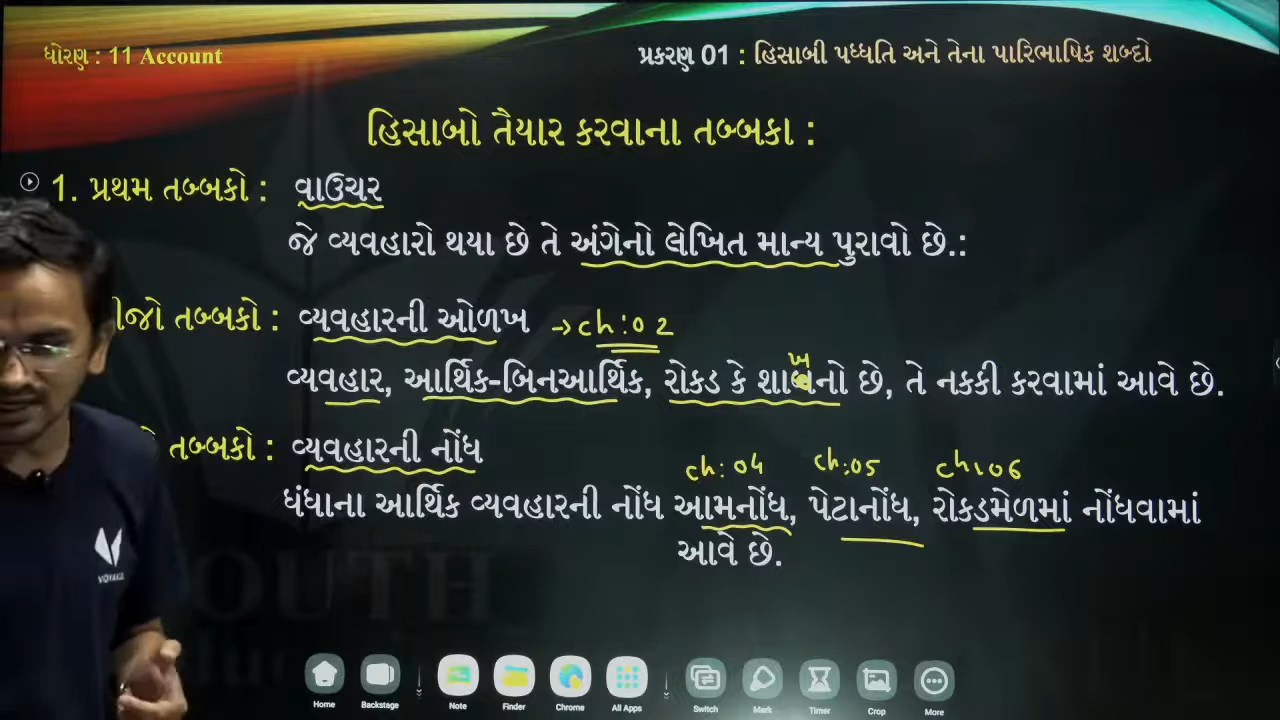 ધોરણ : 11 Account
પ્રકરણ 01 : હિસાબી પધ્ધતિ અને તેના પારિભાષિક શબ્દો
હિસાબો તૈયાર કરવાના તબ્બકા :
1. પ્રથમ તબ્બકો : વાઉચર
જે વ્યવહારો થયા છે તે અંગેનો લેખિત માન્ય પુરાવો છે.:
ીજો તબ્બકો : વ્યવહારની ઓળખ → ch:02
ખ
વ્યવહાર, આર્થિક-બિનઆર્થિક, રોકડ કે શાખનો છે, તે નક્કી કરવામાં આવે છે.
તબ્બકો : વ્યવહારની નોંધ
ch: 04 ch:05 ch:06
ધંધાના આર્થિક વ્યવહારની નોંધ આમનોંધ, પેટાનોંધ, રોકડમેળમાં નોંધવામાં
આવે છે.
VOYAGE
OUTH
Home Backstage Note Finder Chrome All Apps Switch Mark Timer Crop More